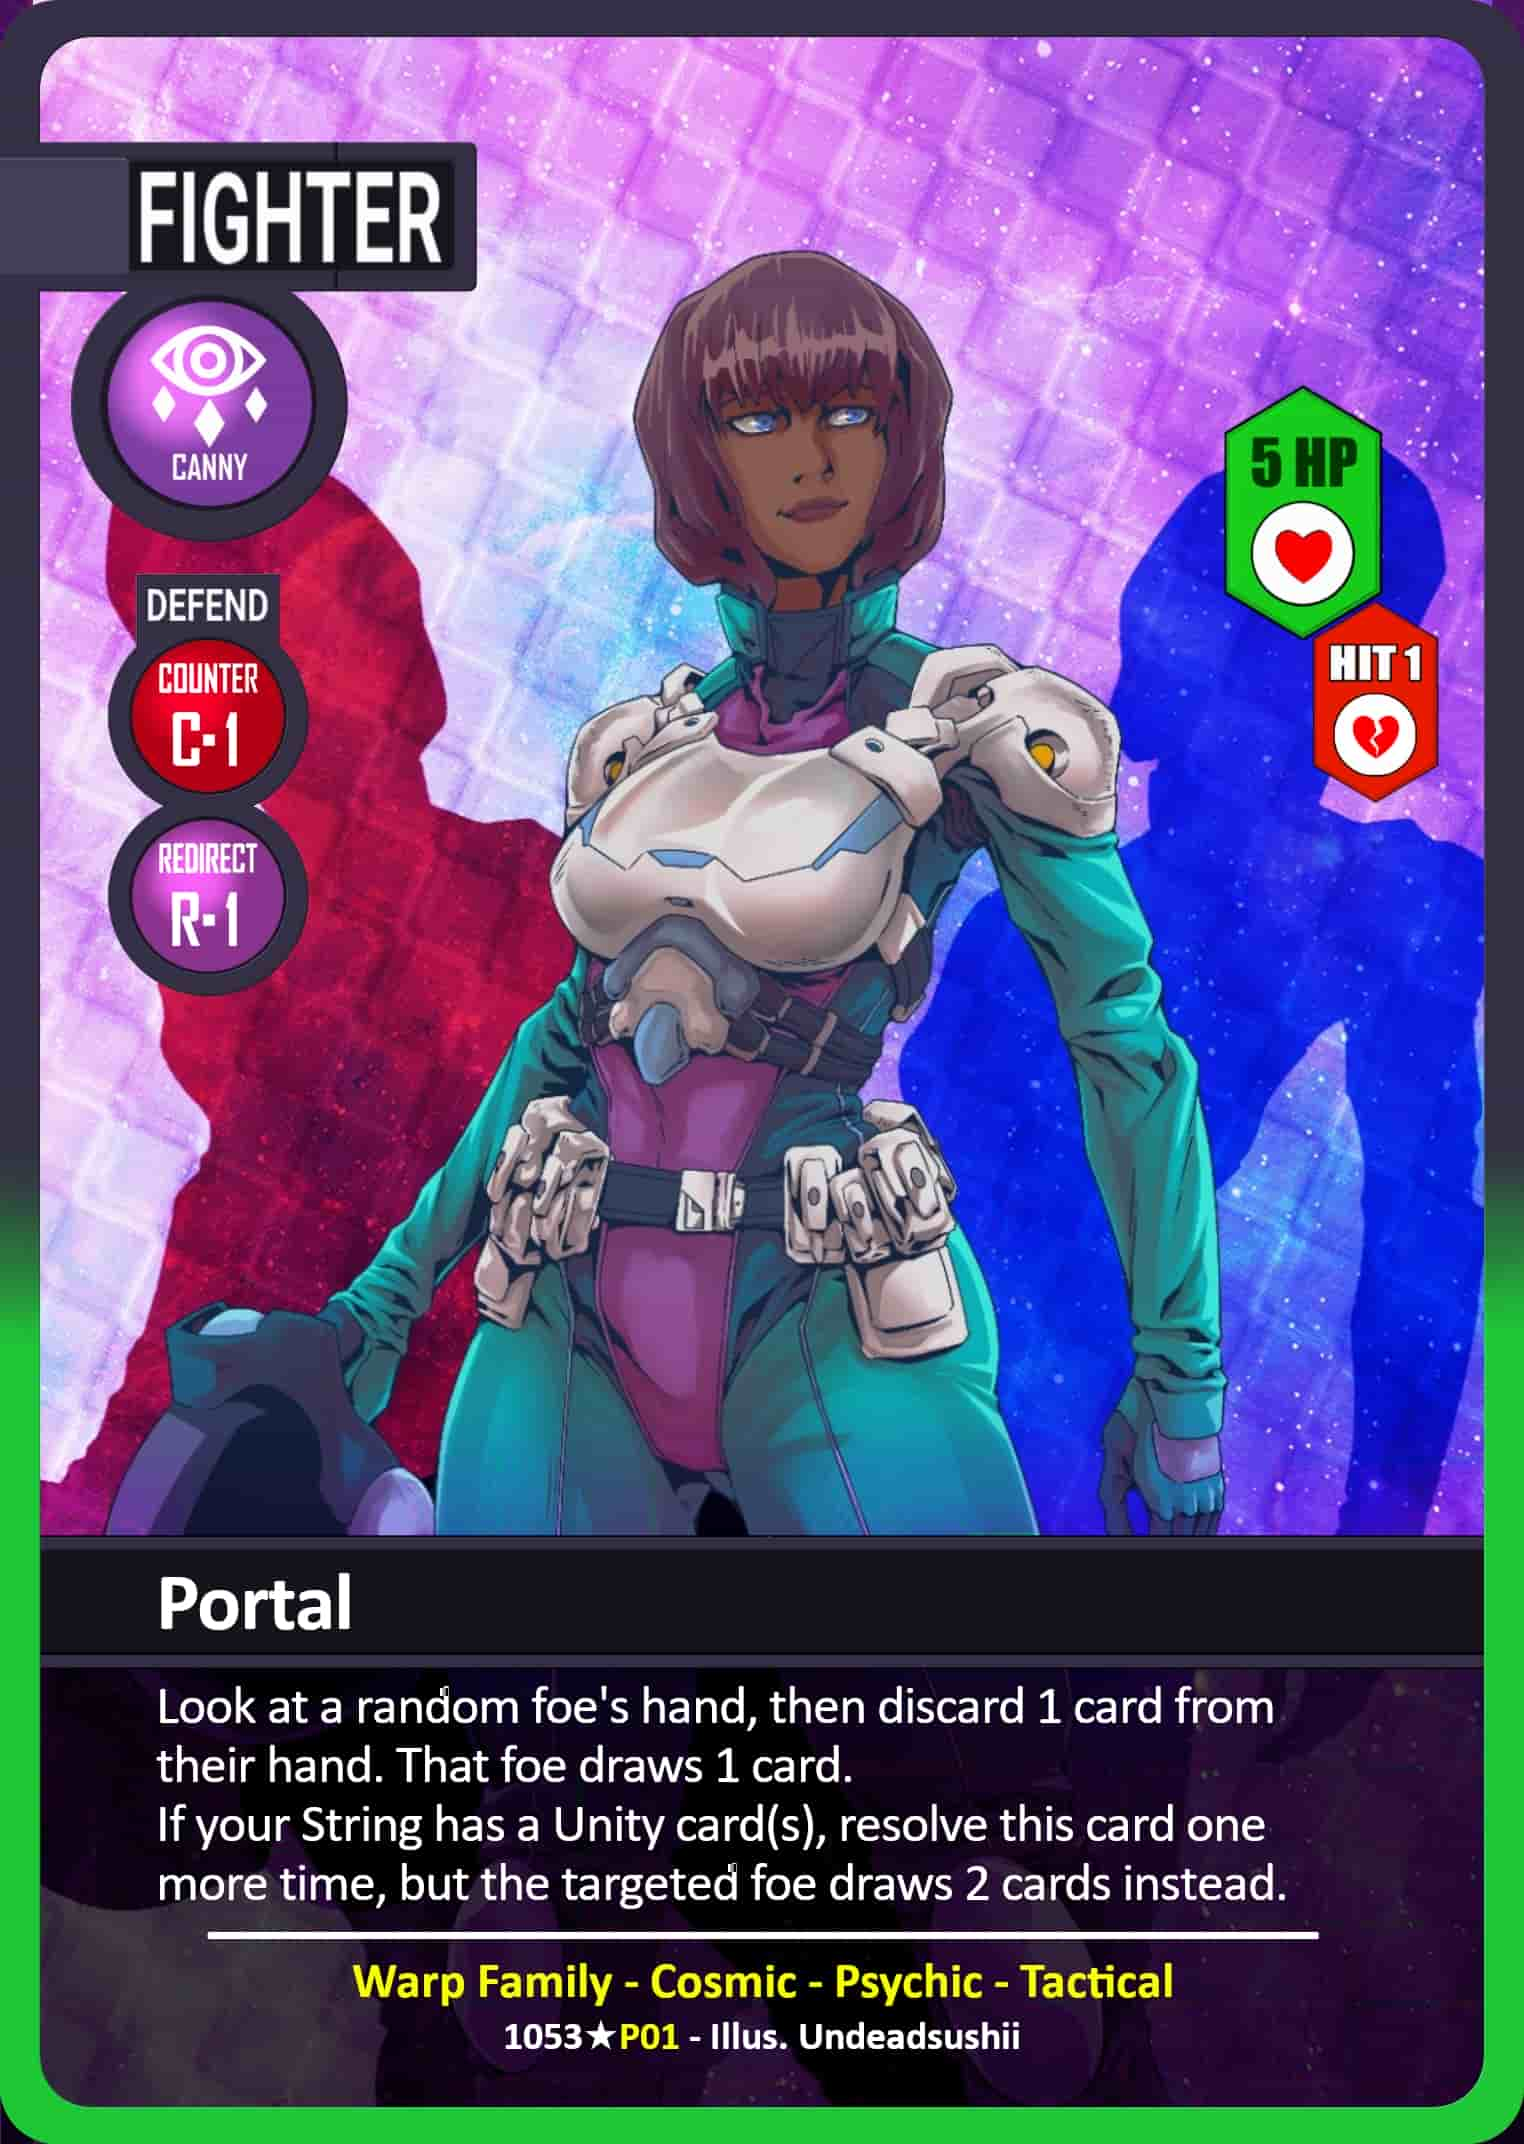 FIGHTER
CANNY
DEFEND
COUNTER
C-1
REDIRECT
R-1
5 HP
HIT 1
Portal
Look at a random foe's hand, then discard 1 card from
their hand. That foe draws 1 card.
If your String has a Unity card(s), resolve this card one
more time, but the targeted foe draws 2 cards instead.
Warp Family - Cosmic - Psychic - Tactical
1053★P01 - Illus. Undeadsushii